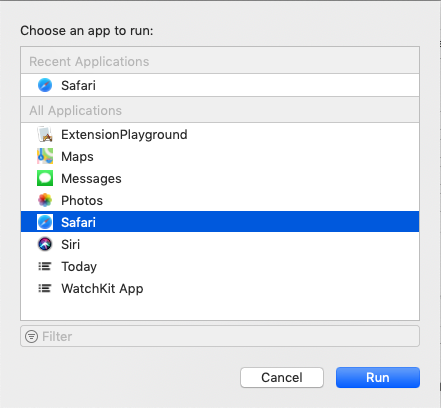 Choose an app to run:
Recent Applications
Safari
All Applications
ExtensionPlayground
Maps
Messages
Photos
Safari
Siri
Today
WatchKit App
Filter
Cancel Run